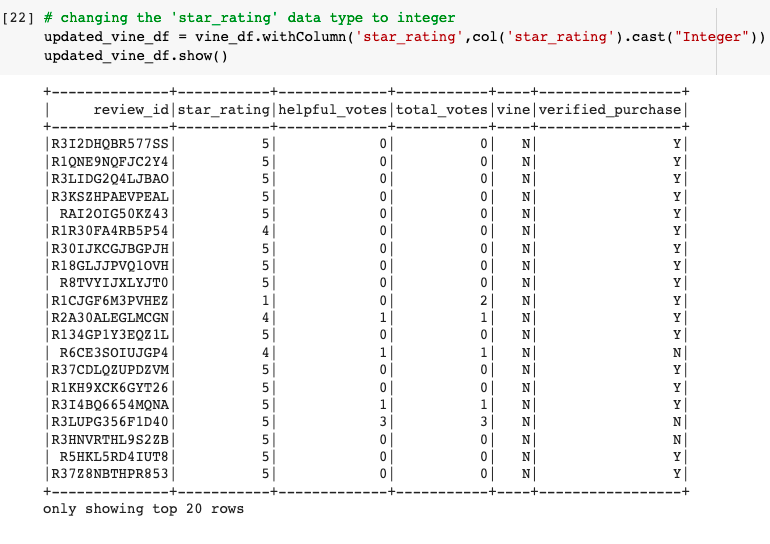 [22] # changing the 'star_rating' data type to integer
updated_vine_df = vine_df.withColumn('star_rating',col('star_rating').cast("Integer"))
updated_vine_df.show()
+--------------+-----------+-------------+-----------+----+-----------------+
|     review_id|star_rating|helpful_votes|total_votes|vine|verified_purchase|
+--------------+-----------+-------------+-----------+----+-----------------+
|R3I2DHQBR577SS|          5|            0|          0|   N|                Y|
|R1QNE9NQFJC2Y4|          5|            0|          0|   N|                Y|
|R3LIDG2Q4LJBAO|          5|            0|          0|   N|                Y|
|R3KSZHPAEVPEAL|          5|            0|          0|   N|                Y|
| RAI2OIG50KZ43|          5|            0|          0|   N|                Y|
|R1R30FA4RB5P54|          4|            0|          0|   N|                Y|
|R30IJKCGJBGPJH|          5|            0|          0|   N|                Y|
|R18GLJJPVQ1OVH|          5|            0|          0|   N|                Y|
| R8TVYIJXLYJT0|          5|            0|          0|   N|                Y|
|R1CJGF6M3PVHEZ|          1|            0|          2|   N|                Y|
|R2A30ALEGLMCGN|          4|            1|          1|   N|                Y|
|R134GP1Y3EQZ1L|          5|            0|          0|   N|                Y|
| R6CE3SOIUJGP4|          4|            1|          1|   N|                N|
|R37CDLQZUPDZVM|          5|            0|          0|   N|                Y|
|R1KH9XCK6GYT26|          5|            0|          0|   N|                Y|
|R3I4BQ6654MQNA|          5|            1|          1|   N|                Y|
|R3LUPG356F1D40|          5|            3|          3|   N|                N|
|R3HNVRTHL9S2ZB|          5|            0|          0|   N|                N|
| R5HKL5RD4IUT8|          5|            0|          0|   N|                Y|
|R37Z8NBTHPR853|          5|            0|          0|   N|                Y|
+--------------+-----------+-------------+-----------+----+-----------------+
only showing top 20 rows